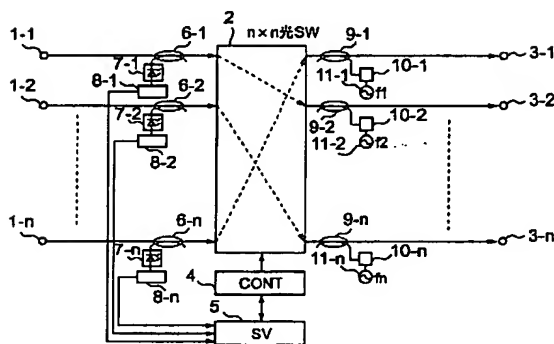 2 n×n光SW
1-1 6-1 9-1 3-1
7-1 8-1 11-1 10-1 f1
1-2 6-2 3-2
7-2 8-2 9-2 10-2 11-2 f2
1-n 6-n 9-n 3-n
7-n 8-n 11-n 10-n fn
4 CONT
5 SV